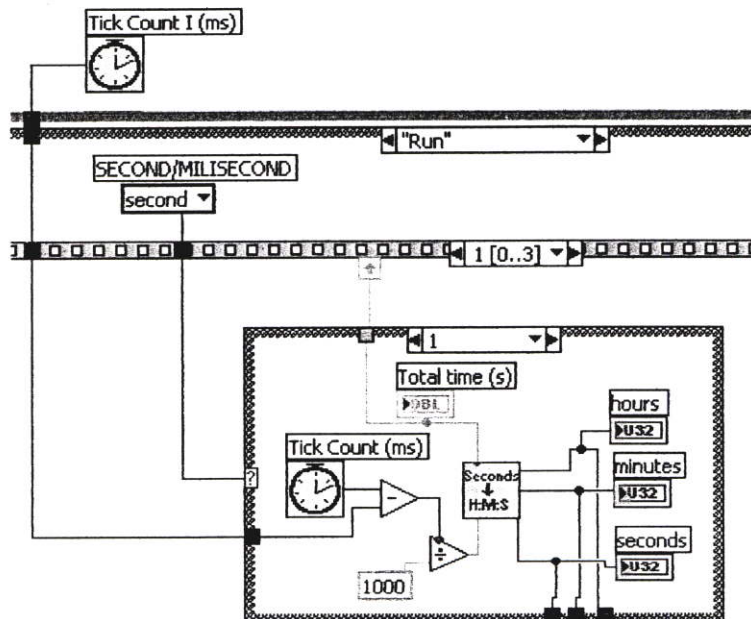 Tick Count I (ms)
"Run"
SECOND/MILISECOND
second
1 [0..3]
1
Total time (s)
DBL
hours
U32
Tick Count (ms)
Seconds
H:M:S
minutes
U32
?
seconds
U32
1000